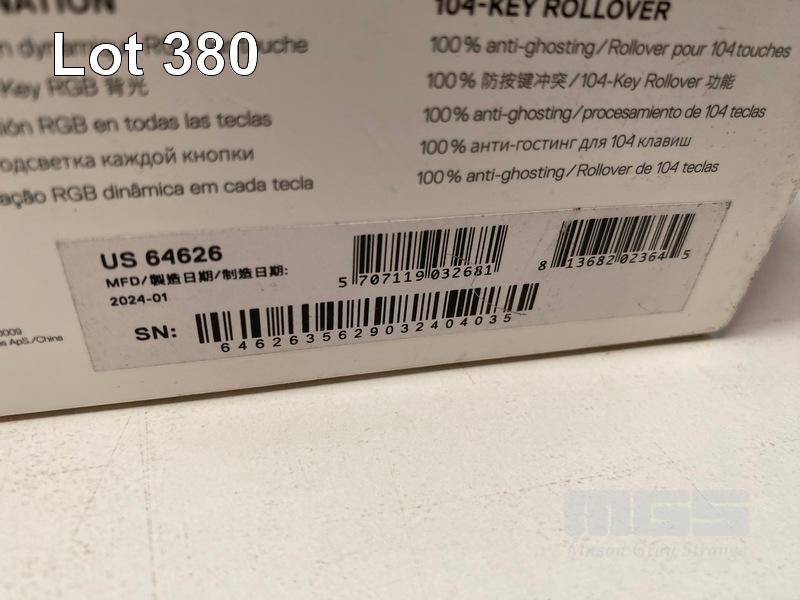 NATION
104-KEY ROLLOVER
Lot 380
100% anti-ghosting/Rollover pour 104 touches
Key RGB 背光
100% 防按键冲突/104-Key Rollover 功能
ión RGB en todas las teclas
100% anti-ghosting/procesamiento de 104 teclas
одсветка каждой кнопки
100% анти-гостинг для 104 клавиш
ação RGB dinâmica em cada tecla
100% anti-ghosting/Rollover de 104 teclas
US 64626
MFD/製造日期/制造日期:
2024-01
5 707119 032681
8 13682 02364 5
SN:
6462635629032404035
0009
s ApS./China
MGS
Mason Gray Strange